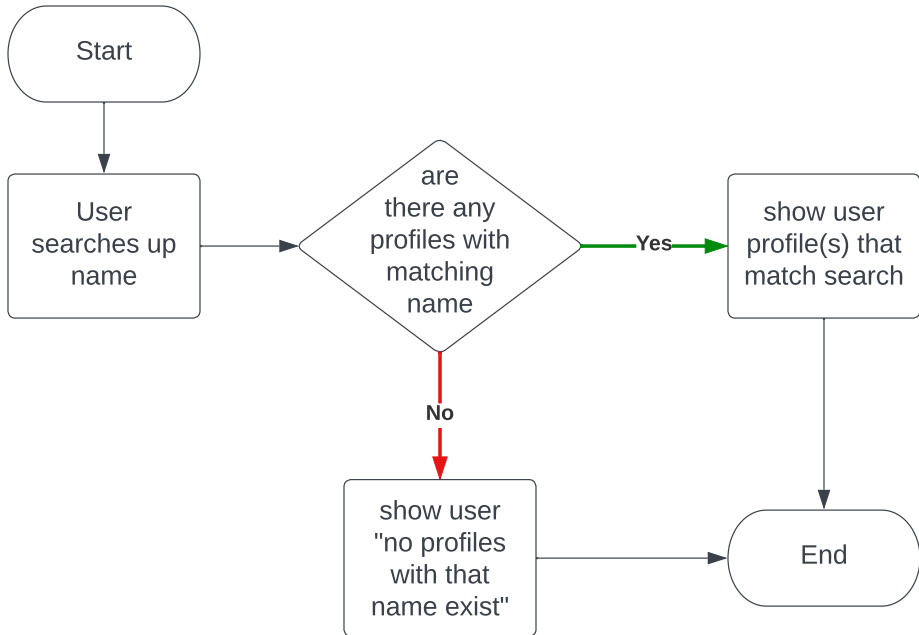 Start
User
searches up
name
are
there any
profiles with
matching
name
Yes
show user
profile(s) that
match search
No
show user
"no profiles
with that
name exist"
End